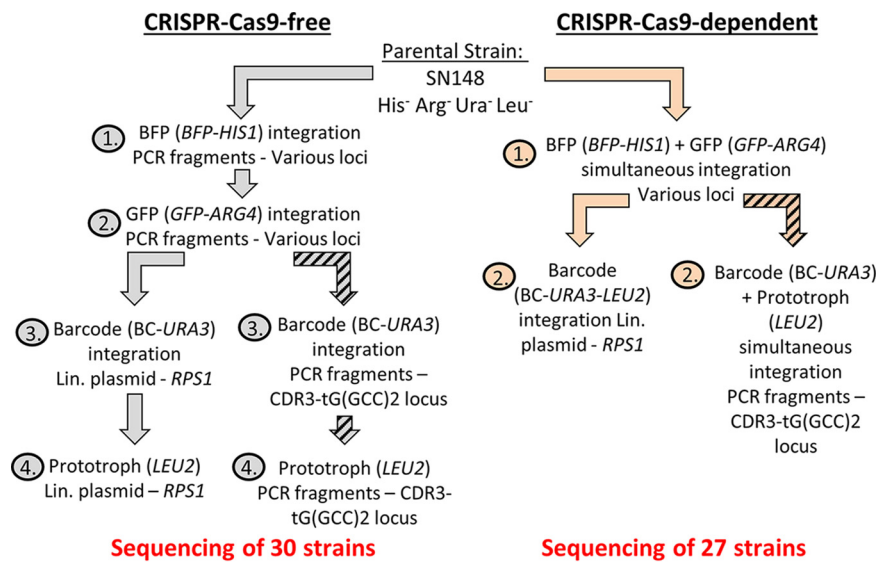 CRISPR-Cas9-free
CRISPR-Cas9-dependent
Parental Strain:
SN148
His⁻ Arg⁻ Ura⁻ Leu⁻
1.
BFP (BFP-HIS1) integration
PCR fragments - Various loci
2.
GFP (GFP-ARG4) integration
PCR fragments - Various loci
3.
Barcode (BC-URA3)
integration
Lin. plasmid - RPS1
4.
Prototroph (LEU2)
Lin. plasmid – RPS1
3.
Barcode (BC-URA3)
integration
PCR fragments –
CDR3-tG(GCC)2 locus
4.
Prototroph (LEU2)
PCR fragments – CDR3-
tG(GCC)2 locus
Sequencing of 30 strains
1.
BFP (BFP-HIS1) + GFP (GFP-ARG4)
simultaneous integration
Various loci
2.
Barcode
(BC-URA3-LEU2)
integration Lin.
plasmid - RPS1
2.
Barcode (BC-URA3)
+ Prototroph
(LEU2)
simultaneous
integration
PCR fragments –
CDR3-tG(GCC)2
locus
Sequencing of 27 strains